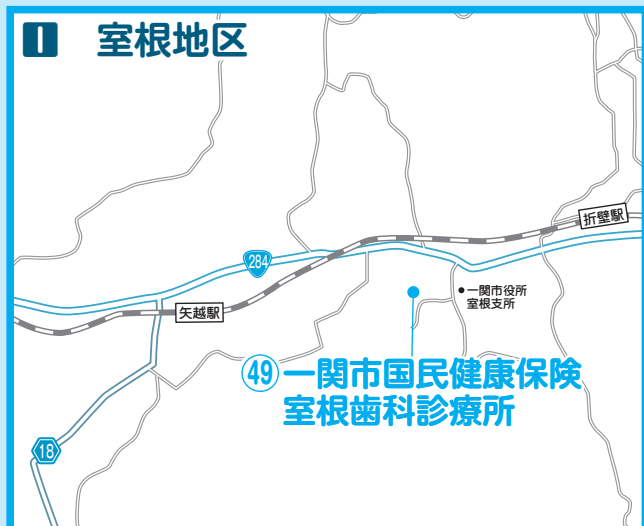 I 室根地区
折壁駅
284
一関市役所
室根支所
矢越駅
㊾一関市国民健康保険
室根歯科診療所
18